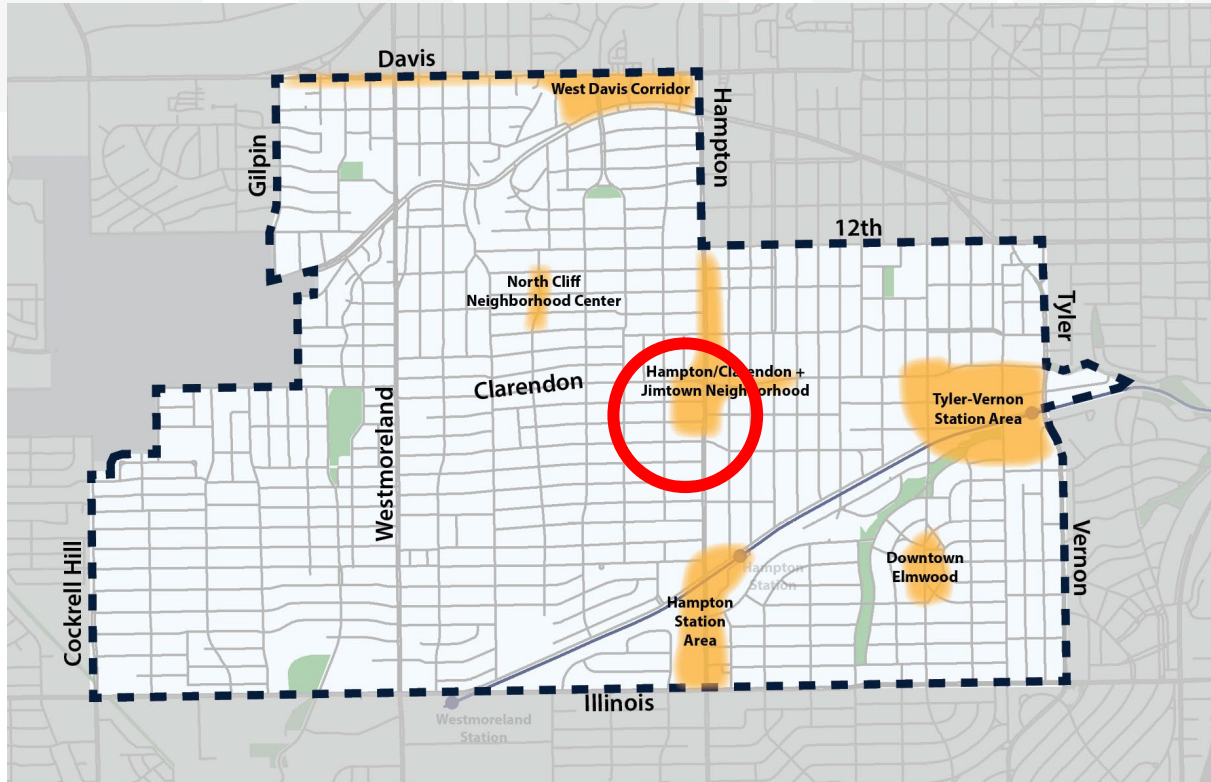 Davis
West Davis Corridor
Hampton
Gilpin
12th
North Cliff
Neighborhood Center
Tyler
Clarendon
Hampton/Clarendon +
Jimtown Neighborhood
Westmoreland
Tyler-Vernon
Station Area
Cockrell Hill
Vernon
Downtown
Elmwood
Hampton
Station
Hampton
Station
Area
Illinois
Westmoreland
Station